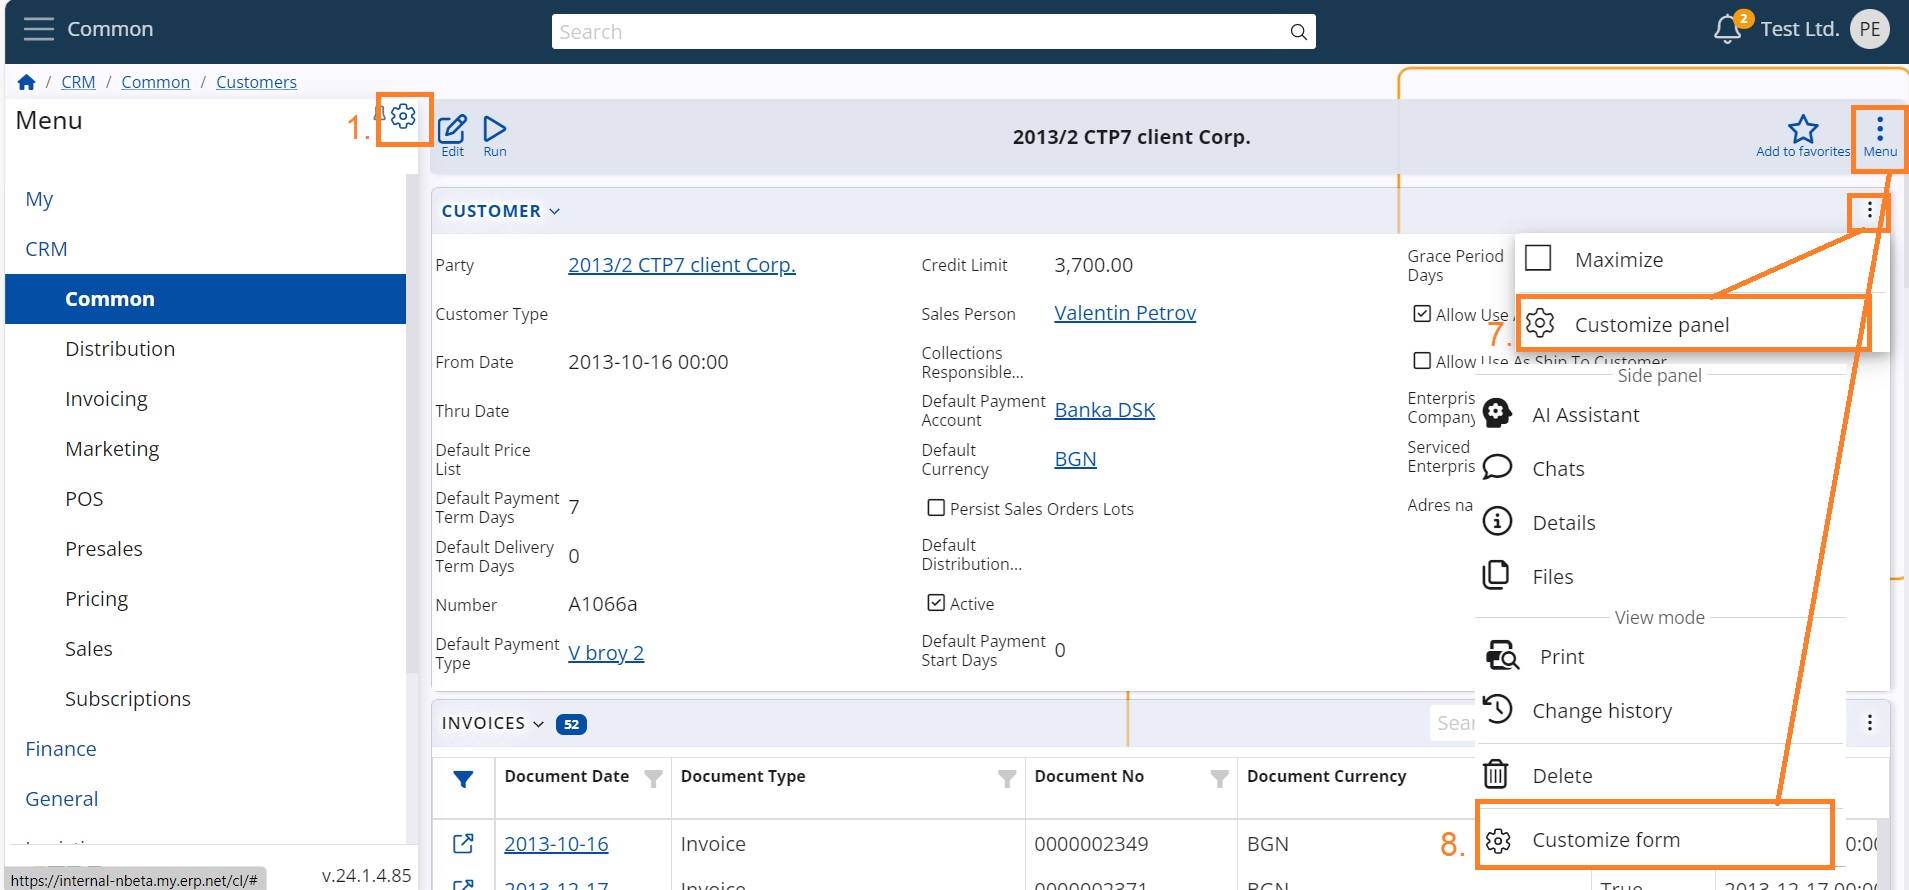 Common
Search
2
Test Ltd.
PE
/ CRM / Common / Customers
Menu
1.
Edit
Run
2013/2 CTP7 client Corp.
Add to favorites
Menu
My
CRM
Common
Distribution
Invoicing
Marketing
POS
Presales
Pricing
Sales
Subscriptions
Finance
General
https://internal-nbeta.my.erp.net/cl/#
v.24.1.4.85
CUSTOMER
Party
2013/2 CTP7 client Corp.
Customer Type
From Date
2013-10-16 00:00
Thru Date
Default Price
List
Default Payment
Term Days
7
Default Delivery
Term Days
0
Number
A1066a
Default Payment
Type
V broy 2
Credit Limit
3,700.00
Sales Person
Valentin Petrov
Collections
Responsible...
Default Payment
Account
Banka DSK
Default
Currency
BGN
Persist Sales Orders Lots
Default
Distribution...
Active
Default Payment
Start Days
0
Grace Period
Days
Allow Use
Allow Use As Ship To Customer
Enterpris
Company
Serviced
Enterpris
Adres na
Maximize
7.
Customize panel
Side panel
AI Assistant
Chats
Details
Files
View mode
Print
Change history
Delete
8.
Customize form
INVOICES
52
Sear
Document Date
Document Type
Document No
Document Currency
2013-10-16
Invoice
0000002349
BGN
0:00
2013-12-17
Invoice
0000002371
BGN
True
2013-12-17 00:00